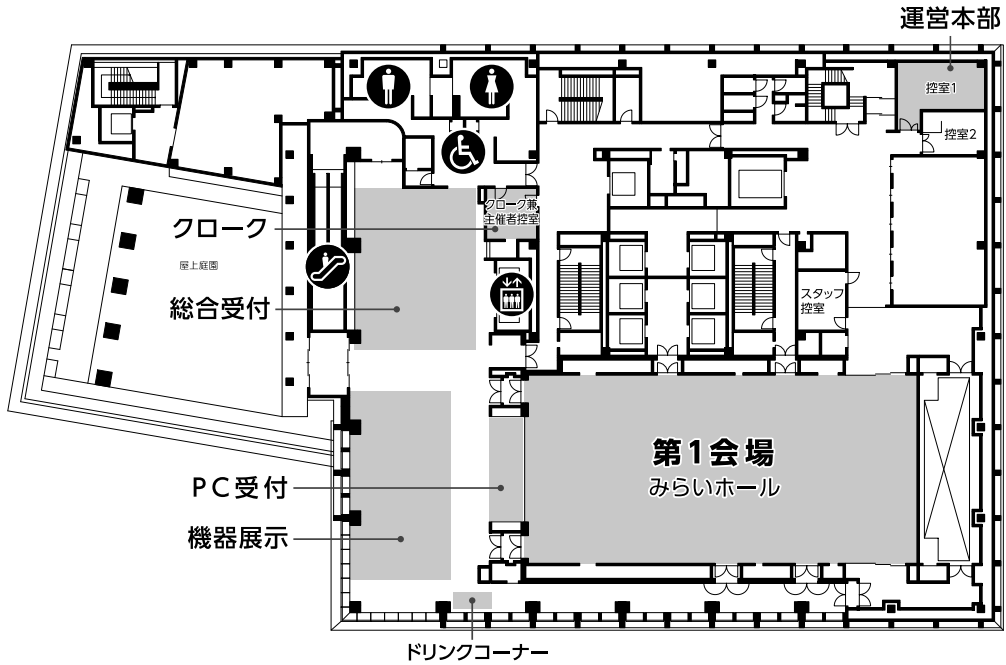 運営本部
控室1
控室2
クローク兼
主催者控室
クローク
屋上庭園
総合受付
スタッフ
控室
第1会場
みらいホール
PC受付
機器展示
ドリンクコーナー